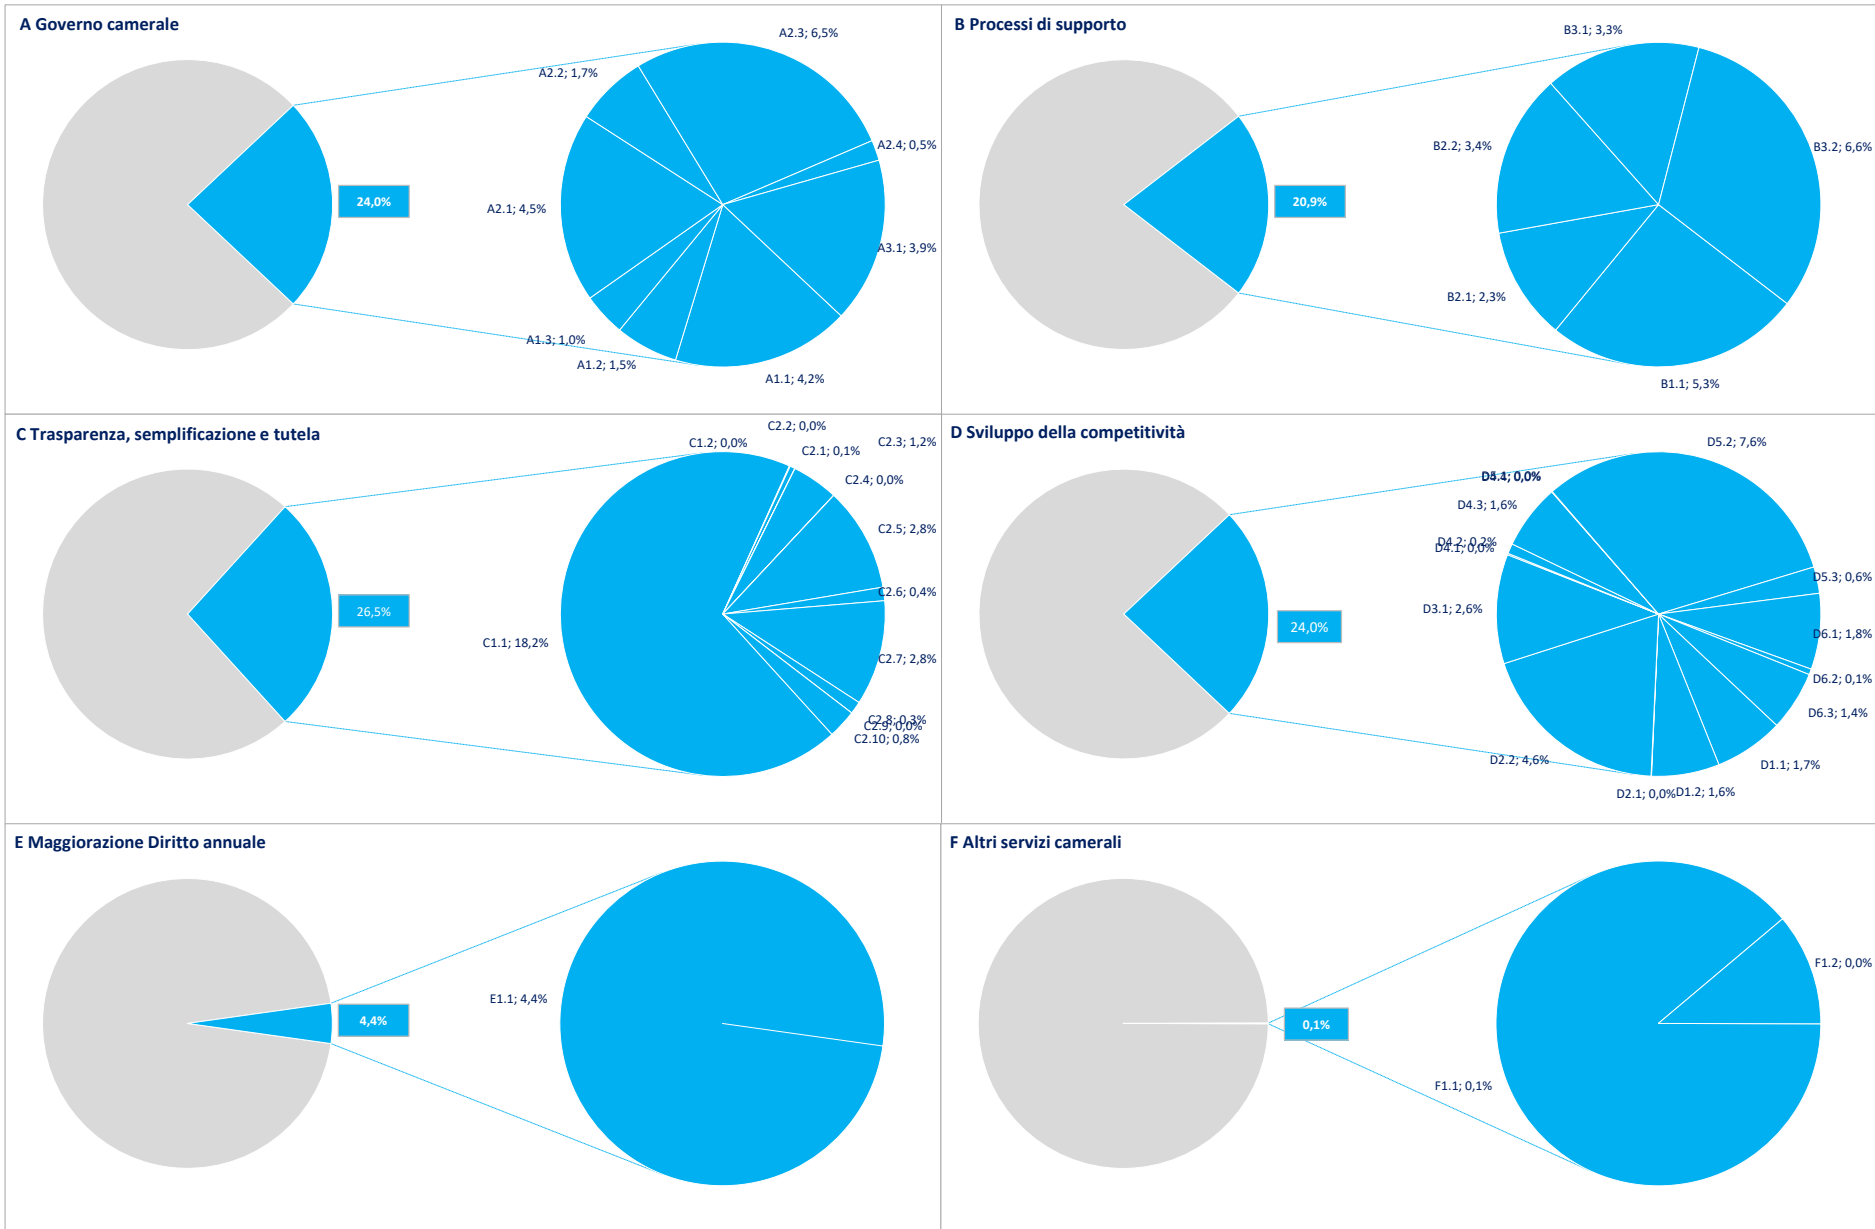 A Governo camerale
A2.3; 6,5%
A2.2; 1,7%
A2.4; 0,5%
24,0%
A2.1; 4,5%
A3.1; 3,9%
A1.3; 1,0%
A1.2; 1,5%
A1.1; 4,2%
B Processi di supporto
B3.1; 3,3%
B2.2; 3,4%
B3.2; 6,6%
20,9%
B2.1; 2,3%
B1.1; 5,3%
C Trasparenza, semplificazione e tutela
C2.2; 0,0%
C1.2; 0,0%
C2.3; 1,2%
C2.1; 0,1%
C2.4; 0,0%
C2.5; 2,8%
C2.6; 0,4%
26,5%
C1.1; 18,2%
C2.7; 2,8%
C2.8; 0,3%
C2.9; 0,0%
C2.10; 0,8%
D Sviluppo della competitività
D5.2; 7,6%
D4.3; 1,6%
D4.2; 0,2%
D4.1; 0,0%
D5.3; 0,6%
D3.1; 2,6%
24,0%
D6.1; 1,8%
D6.2; 0,1%
D6.3; 1,4%
D2.2; 4,6%
D1.1; 1,7%
D2.1; 0,0%
D1.2; 1,6%
E Maggiorazione Diritto annuale
E1.1; 4,4%
4,4%
F Altri servizi camerali
F1.2; 0,0%
0,1%
F1.1; 0,1%